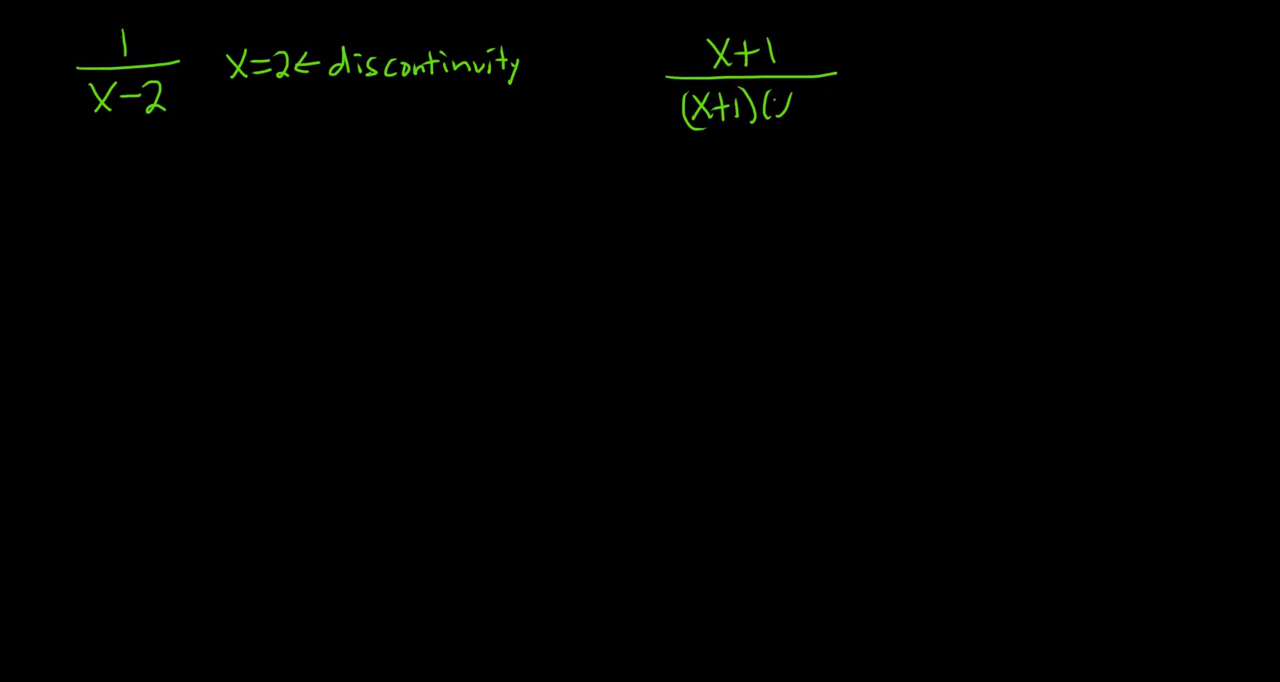 1/(x-2) x=2← discontinuity
(x+1)/((x+1)(